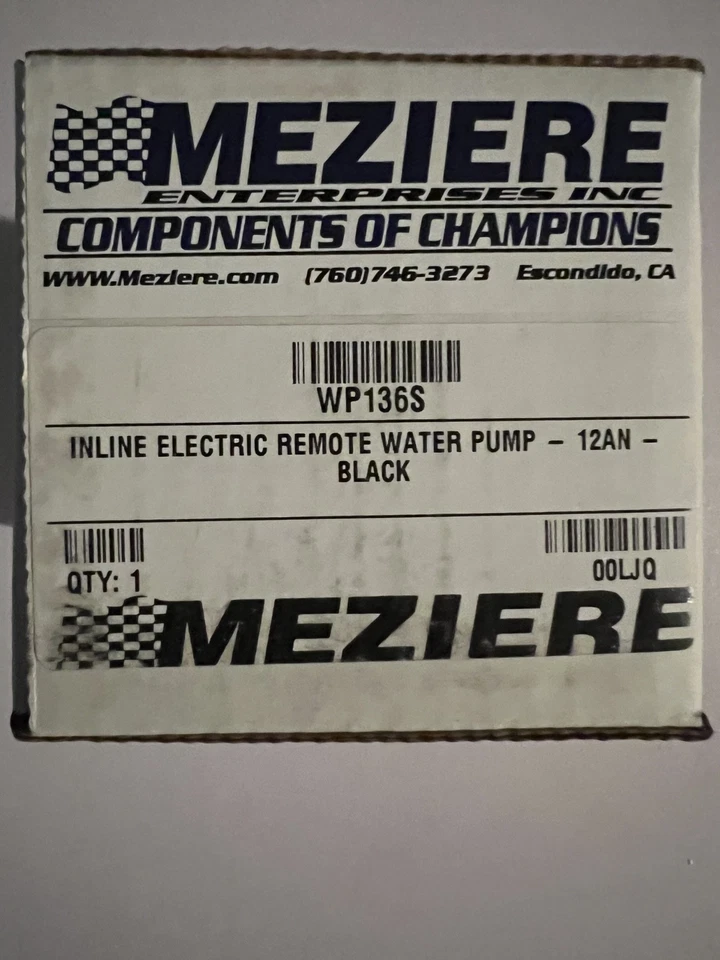 MEZIERE
ENTERPRISES INC
COMPONENTS OF CHAMPIONS
WWW.Meziere.com (760)746-3273 Escondido, CA
WP136S
INLINE ELECTRIC REMOTE WATER PUMP – 12AN –
BLACK
QTY: 1 00LJQ
MEZIERE